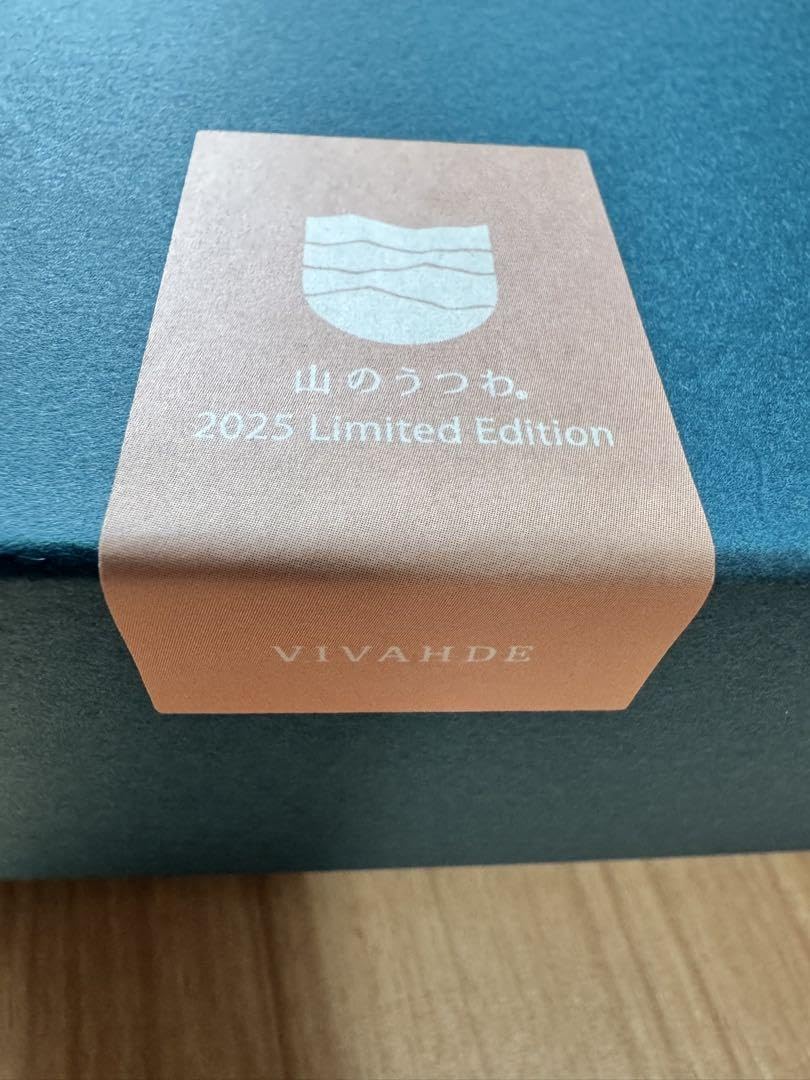 山のうつわ。
2025 Limited Edition
VIVAHDE